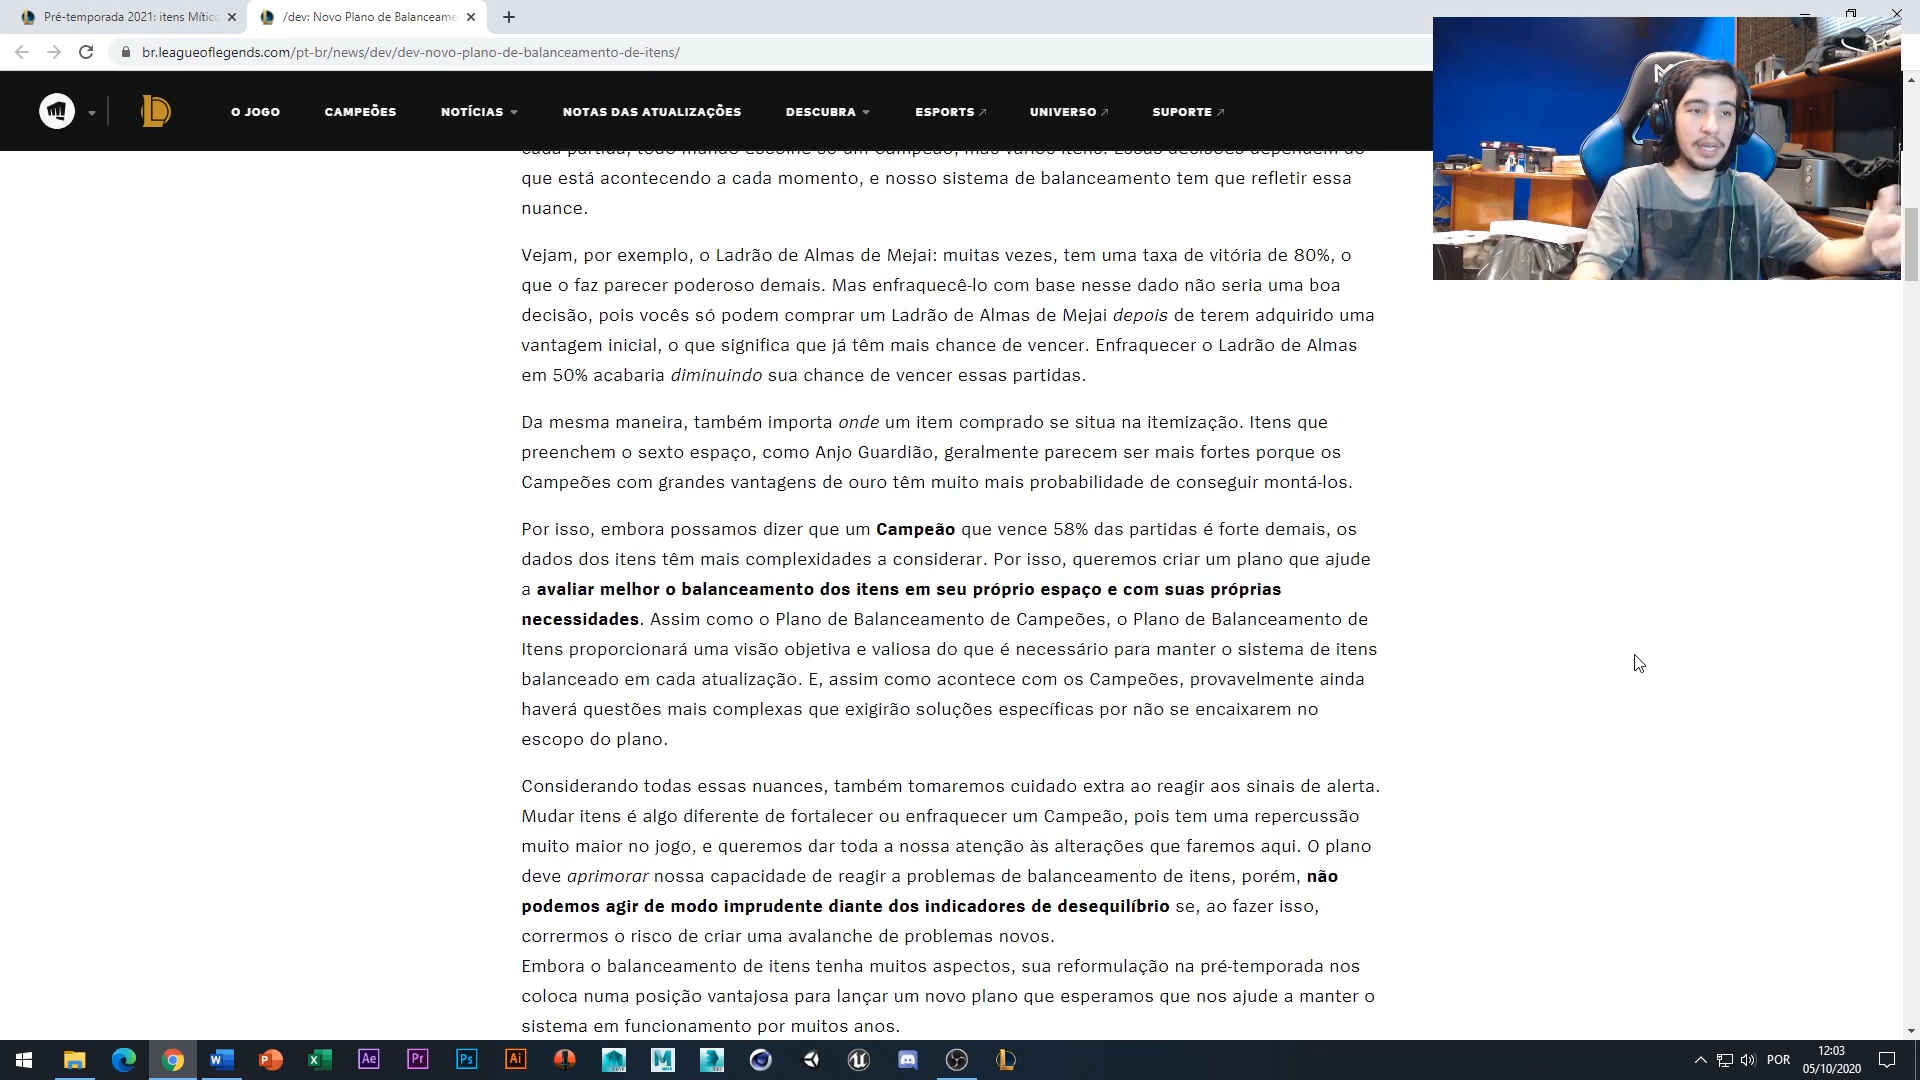 Pré-temporada 2021: itens Mític
/dev: Novo Plano de Balanceame
br.leagueoflegends.com/pt-br/news/dev/dev-novo-plano-de-balanceamento-de-itens/
O JOGO CAMPEÕES NOTÍCIAS NOTAS DAS ATUALIZAÇÕES DESCUBRA ESPORTS UNIVERSO SUPORTE
cada partida, todo mundo escolhe só um Campeão, mas vários itens. Essas decisões dependem do
que está acontecendo a cada momento, e nosso sistema de balanceamento tem que refletir essa
nuance.
Vejam, por exemplo, o Ladrão de Almas de Mejai: muitas vezes, tem uma taxa de vitória de 80%, o
que o faz parecer poderoso demais. Mas enfraquecê-lo com base nesse dado não seria uma boa
decisão, pois vocês só podem comprar um Ladrão de Almas de Mejai depois de terem adquirido uma
vantagem inicial, o que significa que já têm mais chance de vencer. Enfraquecer o Ladrão de Almas
em 50% acabaria diminuindo sua chance de vencer essas partidas.
Da mesma maneira, também importa onde um item comprado se situa na itemização. Itens que
preenchem o sexto espaço, como Anjo Guardião, geralmente parecem ser mais fortes porque os
Campeões com grandes vantagens de ouro têm muito mais probabilidade de conseguir montá-los.
Por isso, embora possamos dizer que um Campeão que vence 58% das partidas é forte demais, os
dados dos itens têm mais complexidades a considerar. Por isso, queremos criar um plano que ajude
a avaliar melhor o balanceamento dos itens em seu próprio espaço e com suas próprias
necessidades. Assim como o Plano de Balanceamento de Campeões, o Plano de Balanceamento de
Itens proporcionará uma visão objetiva e valiosa do que é necessário para manter o sistema de itens
balanceado em cada atualização. E, assim como acontece com os Campeões, provavelmente ainda
haverá questões mais complexas que exigirão soluções específicas por não se encaixarem no
escopo do plano.
Considerando todas essas nuances, também tomaremos cuidado extra ao reagir aos sinais de alerta.
Mudar itens é algo diferente de fortalecer ou enfraquecer um Campeão, pois tem uma repercussão
muito maior no jogo, e queremos dar toda a nossa atenção às alterações que faremos aqui. O plano
deve aprimorar nossa capacidade de reagir a problemas de balanceamento de itens, porém, não
podemos agir de modo imprudente diante dos indicadores de desequilíbrio se, ao fazer isso,
corrermos o risco de criar uma avalanche de problemas novos.
Embora o balanceamento de itens tenha muitos aspectos, sua reformulação na pré-temporada nos
coloca numa posição vantajosa para lançar um novo plano que esperamos que nos ajude a manter o
sistema em funcionamento por muitos anos.
Ae Pr Ps Ai
POR
12:03
05/10/2020